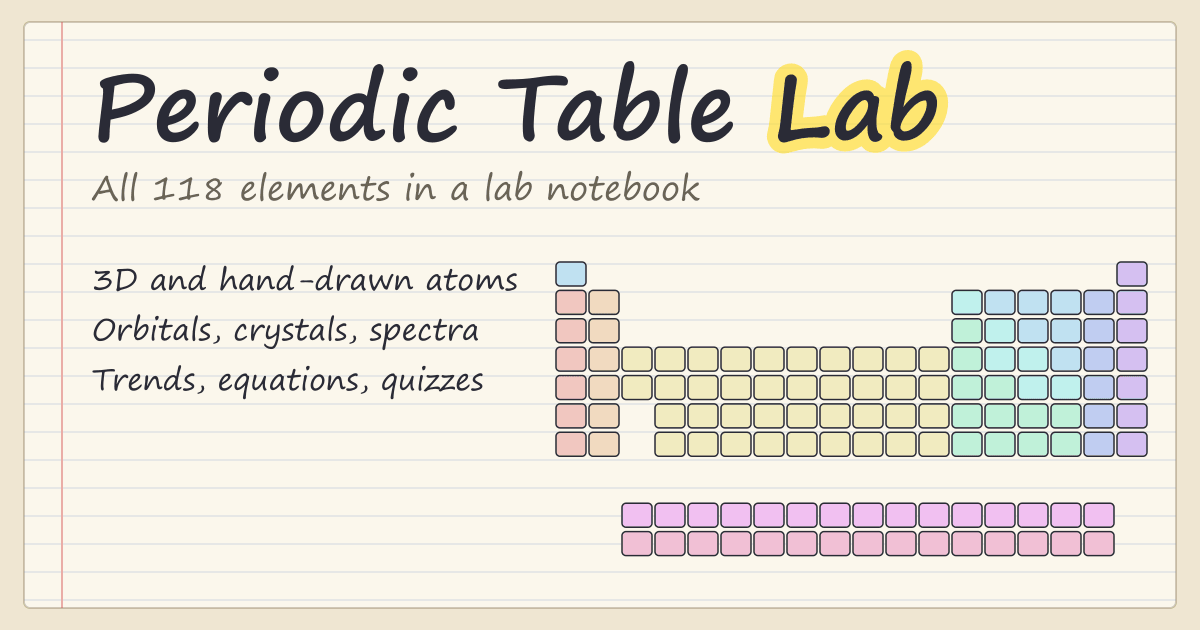 Periodic Table Lab
All 118 elements in a lab notebook
3D and hand-drawn atoms
Orbitals, crystals, spectra
Trends, equations, quizzes